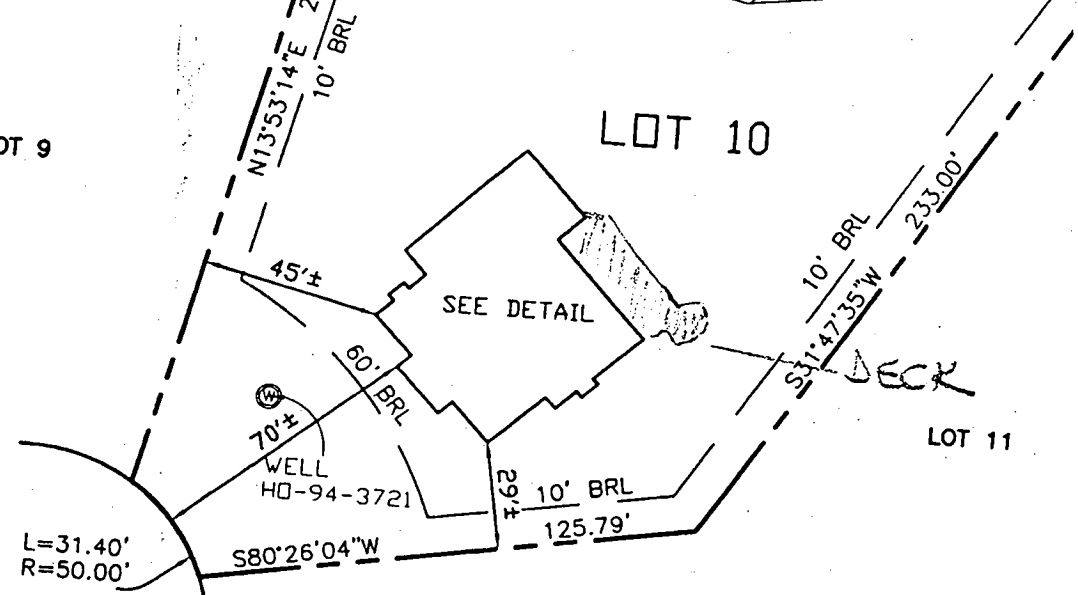 N13°53'14"E 2
10' BRL
LOT 10
OT 9
233.00'
10' BRL
S31°47'35"W
45'±
SEE DETAIL
60' BRL
DECK
W
70'±
LOT 11
WELL
HO-94-3721
29'±
10' BRL
125.79'
S80°26'04"W
L=31.40'
R=50.00'